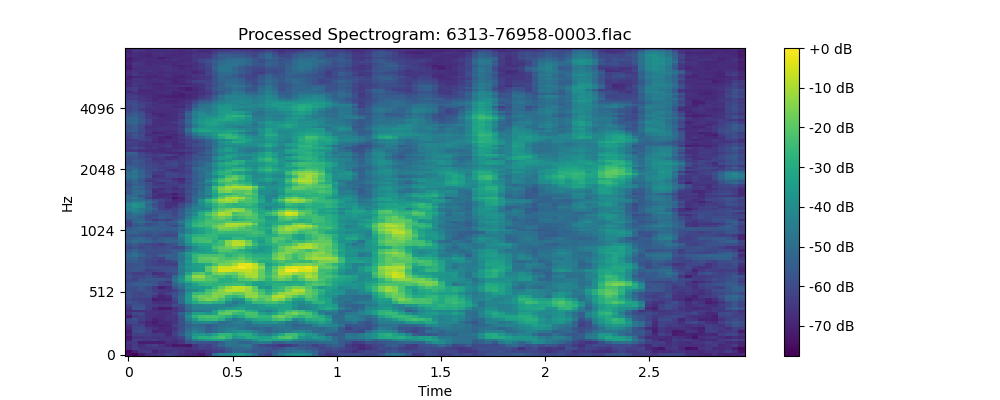 Processed Spectrogram: 6313-76958-0003.flac
Hz
4096
2048
1024
512
0
0 0.5 1 1.5 2 2.5
Time
+0 dB
-10 dB
-20 dB
-30 dB
-40 dB
-50 dB
-60 dB
-70 dB